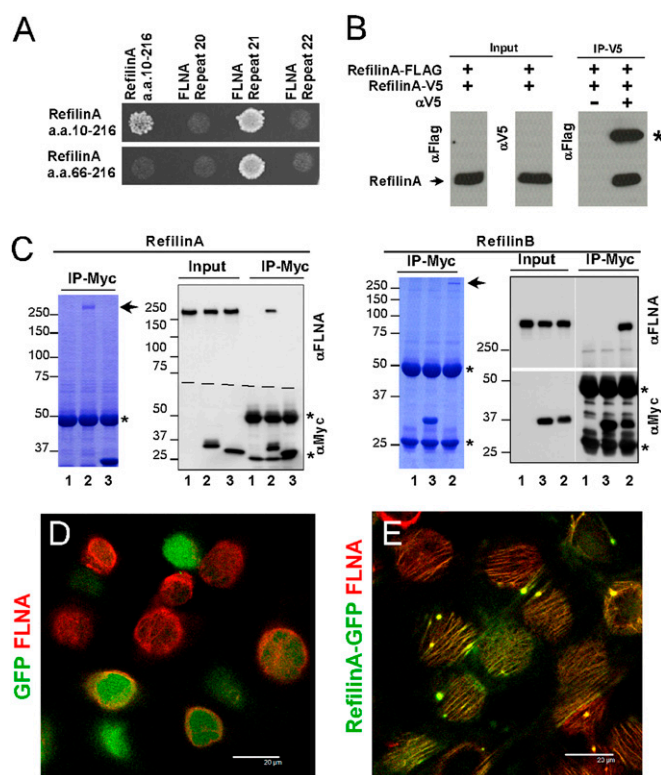 A
RefilinA
a.a.10-216
FLNA
Repeat 20
FLNA
Repeat 21
FLNA
Repeat 22
RefilinA
a.a.10-216
RefilinA
a.a.66-216
B
Input
IP-V5
RefilinA-FLAG + + + +
RefilinA-V5 + + + +
αV5 - +
αFlag
αV5
αFlag
*
RefilinA
C
RefilinA
IP-Myc
250
150
100
75
50 *
37
1 2 3
Input
IP-Myc
250
150
100
75
50 *
37
25 *
1 2 3 1 2 3
RefilinB
IP-Myc
250
150
100
75
50 *
37
25 *
1 3 2
Input
IP-Myc
250
50 *
37
25 *
αFLNA
αMyc
1 3 2 1 3 2
D
GFP FLNA
20 µm
E
RefilinA-GFP FLNA